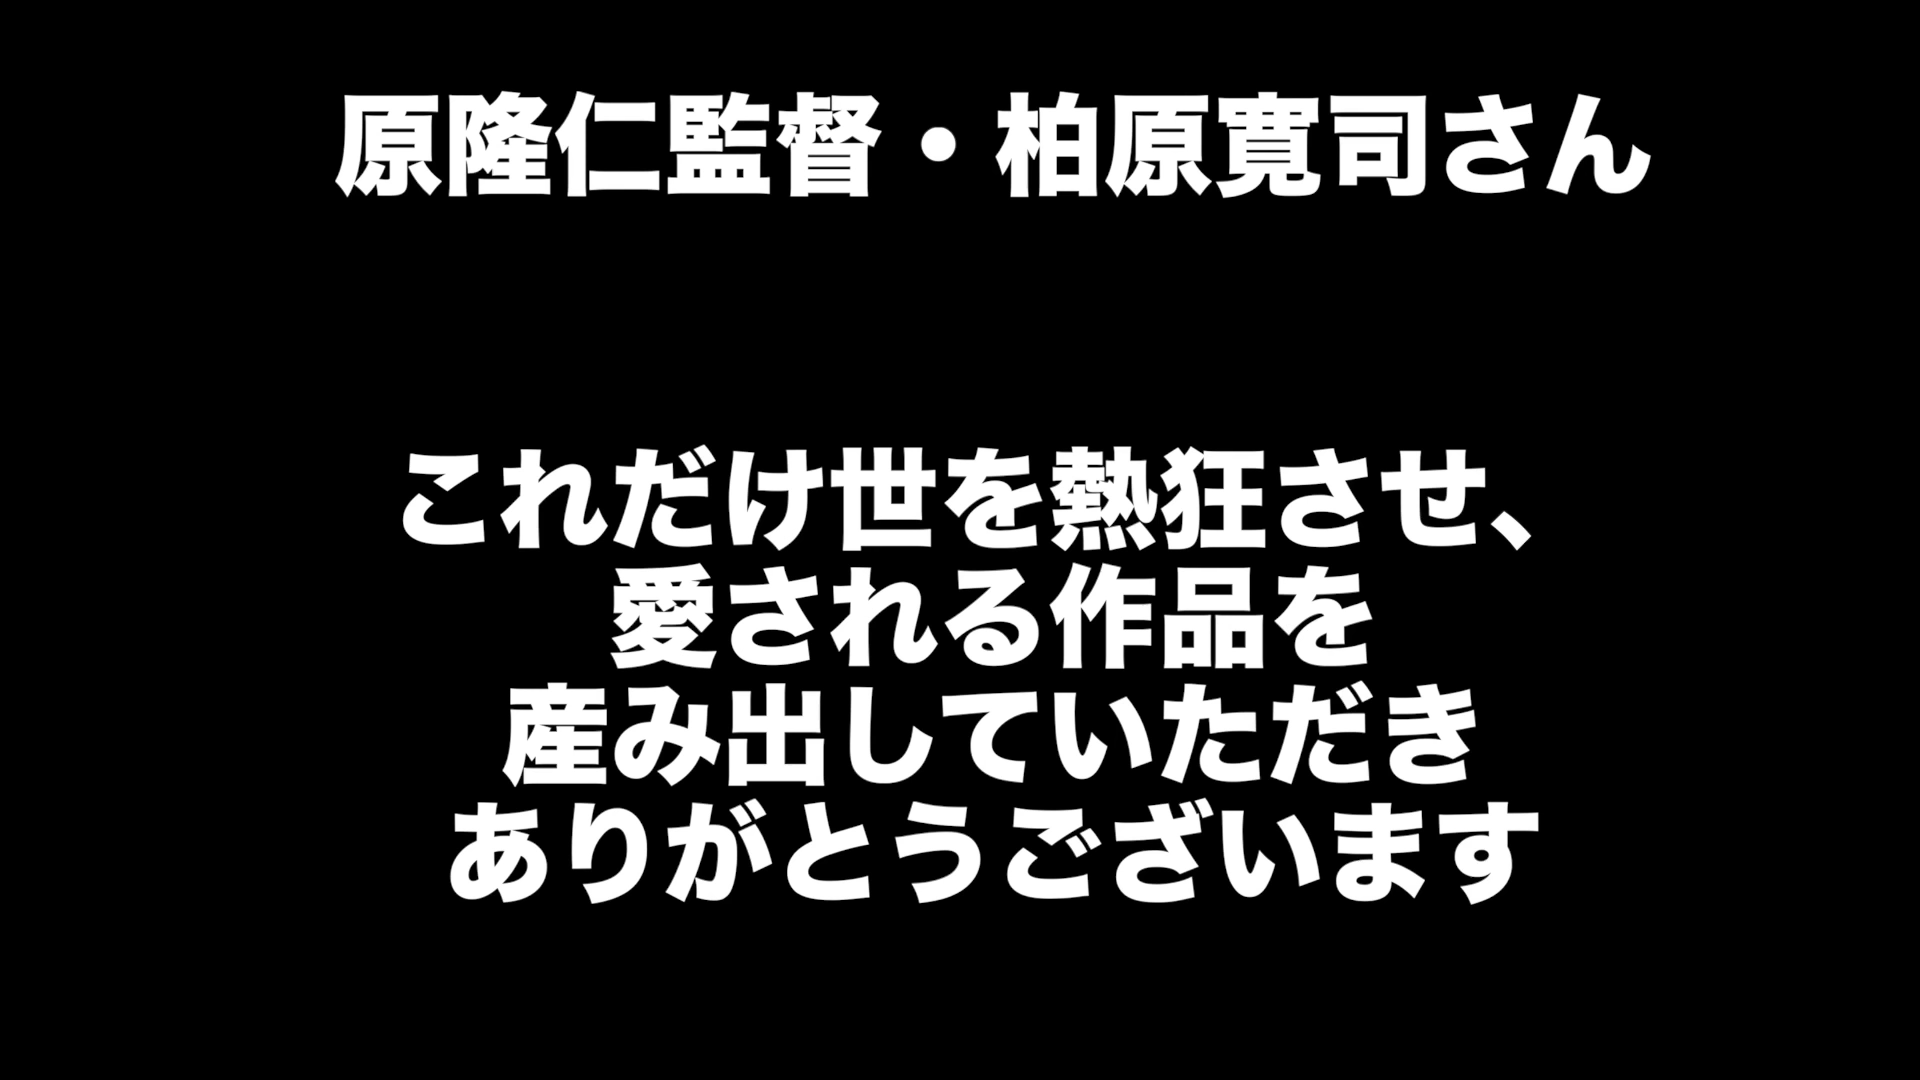 原隆仁監督・柏原寛司さん
これだけ世を熱狂させ、
愛される作品を
産み出していただき
ありがとうございます